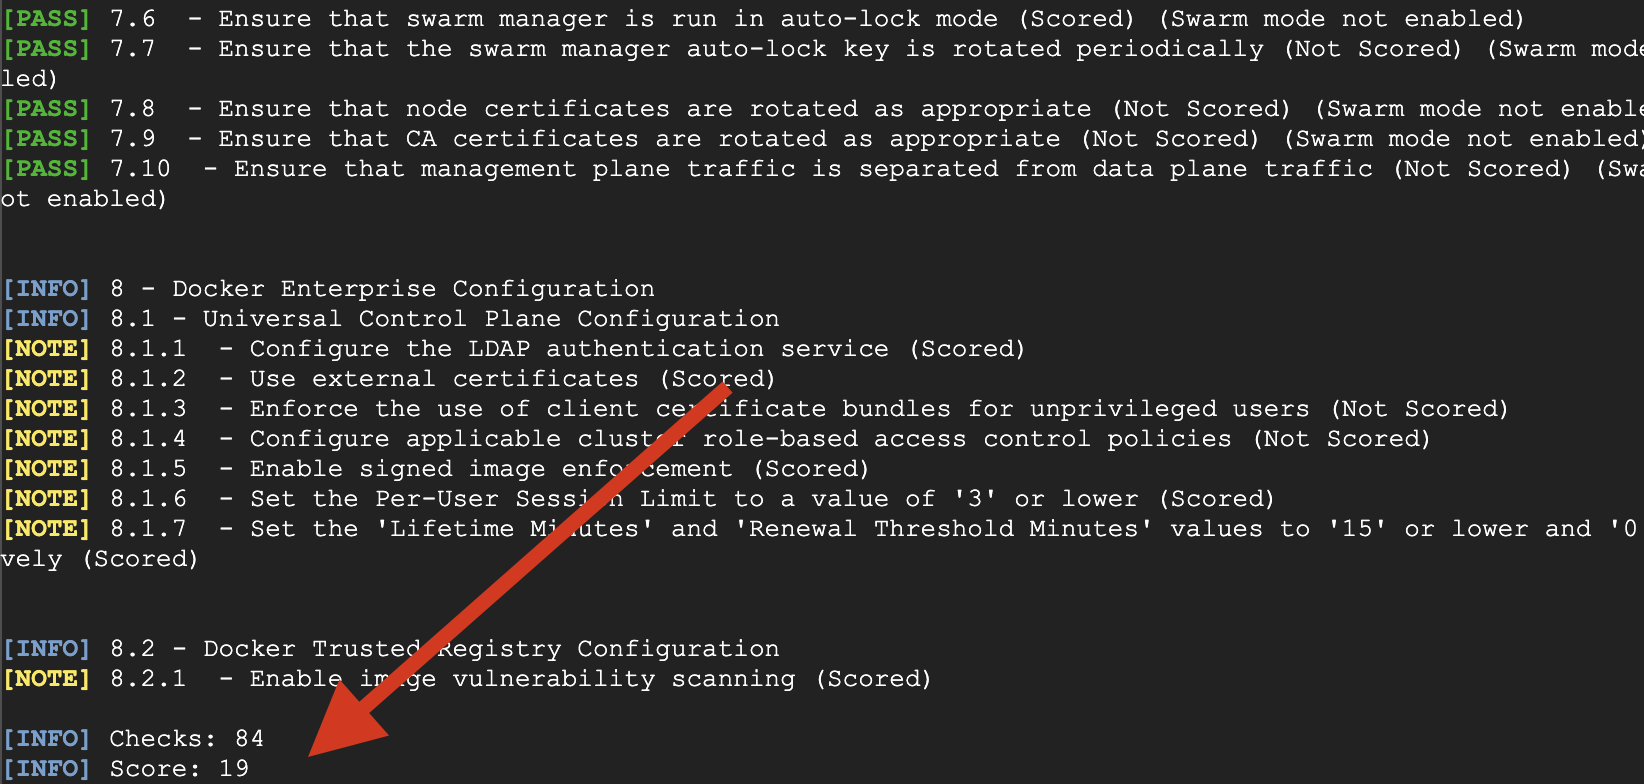 [PASS] 7.6  - Ensure that swarm manager is run in auto-lock mode (Scored) (Swarm mode not enabled)
[PASS] 7.7  - Ensure that the swarm manager auto-lock key is rotated periodically (Not Scored) (Swarm mode
led)
[PASS] 7.8  - Ensure that node certificates are rotated as appropriate (Not Scored) (Swarm mode not enable
[PASS] 7.9  - Ensure that CA certificates are rotated as appropriate (Not Scored) (Swarm mode not enabled)
[PASS] 7.10  - Ensure that management plane traffic is separated from data plane traffic (Not Scored) (Swa
ot enabled)
[INFO] 8 - Docker Enterprise Configuration
[INFO] 8.1 - Universal Control Plane Configuration
[NOTE] 8.1.1  - Configure the LDAP authentication service (Scored)
[NOTE] 8.1.2  - Use external certificates (Scored)
[NOTE] 8.1.3  - Enforce the use of client certificate bundles for unprivileged users (Not Scored)
[NOTE] 8.1.4  - Configure applicable cluster role-based access control policies (Not Scored)
[NOTE] 8.1.5  - Enable signed image enforcement (Scored)
[NOTE] 8.1.6  - Set the Per-User Session Limit to a value of '3' or lower (Scored)
[NOTE] 8.1.7  - Set the 'Lifetime Minutes' and 'Renewal Threshold Minutes' values to '15' or lower and '0
vely (Scored)
[INFO] 8.2 - Docker Trusted Registry Configuration
[NOTE] 8.2.1  - Enable image vulnerability scanning (Scored)
[INFO] Checks: 84
[INFO] Score: 19